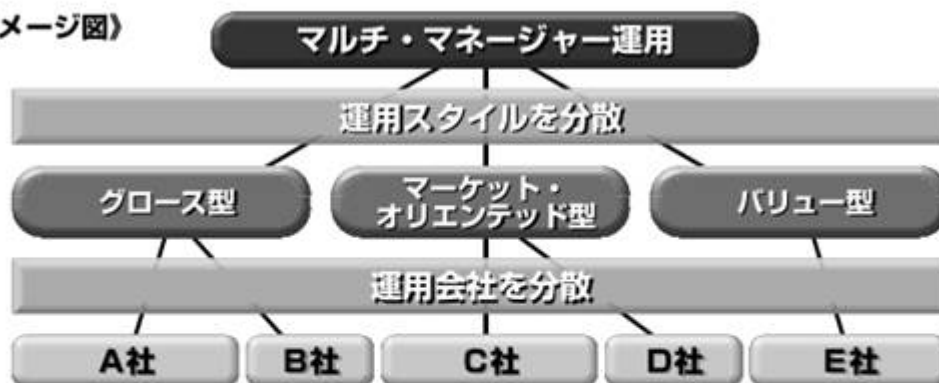 メージ図》
マルチ・マネージャー運用
運用スタイルを分散
グロース型
マーケット・
オリエンテッド型
バリュー型
運用会社を分散
A社
B社
C社
D社
E社